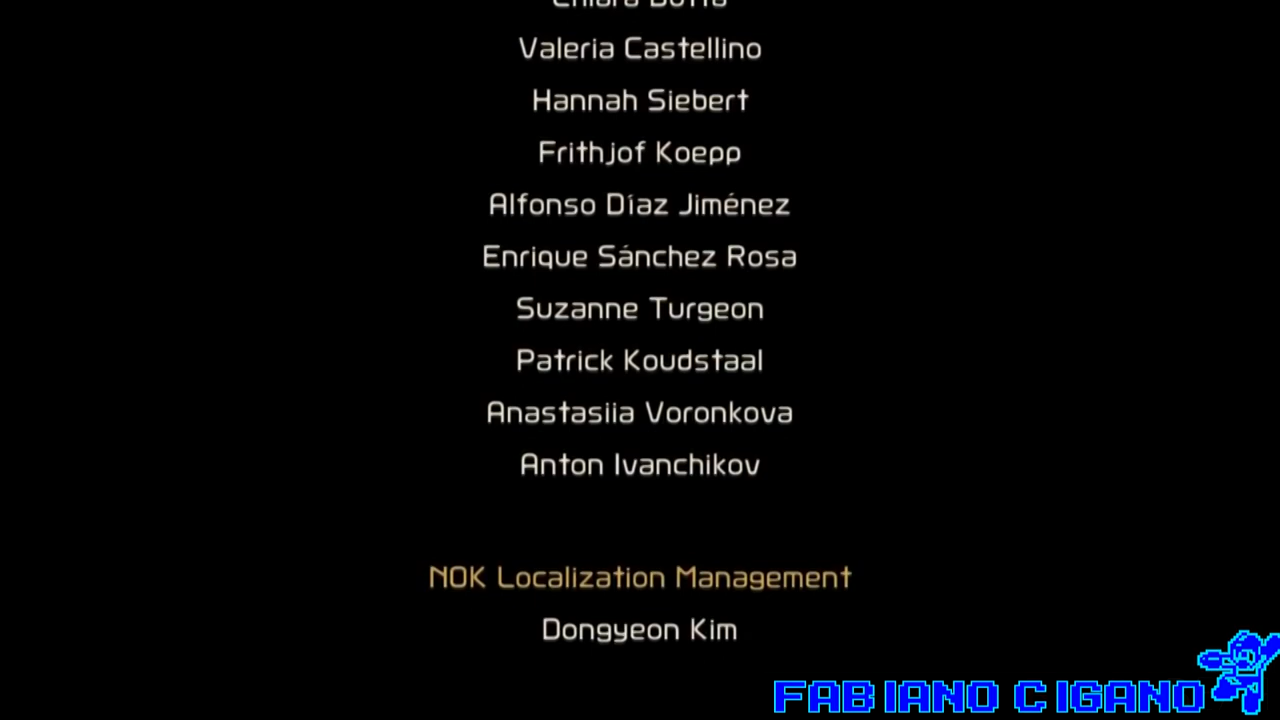 Valeria Castellino
Hannah Siebert
Frithjof Koepp
Alfonso Díaz Jiménez
Enrique Sánchez Rosa
Suzanne Turgeon
Patrick Koudstaal
Anastasiia Voronkova
Anton Ivanchikov
NOK Localization Management
Dongyeon Kim
FABIANO CIGANO